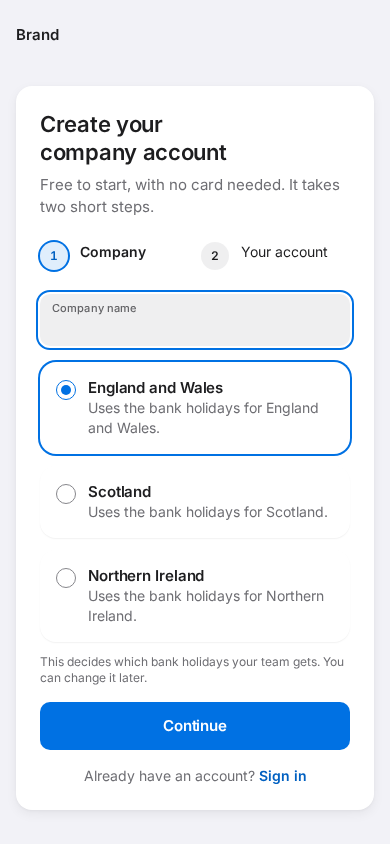 Brand
Create your
company account
Free to start, with no card needed. It takes
two short steps.
1 Company
2 Your account
Company name
England and Wales
Uses the bank holidays for England
and Wales.
Scotland
Uses the bank holidays for Scotland.
Northern Ireland
Uses the bank holidays for Northern
Ireland.
This decides which bank holidays your team gets. You
can change it later.
Continue
Already have an account? Sign in